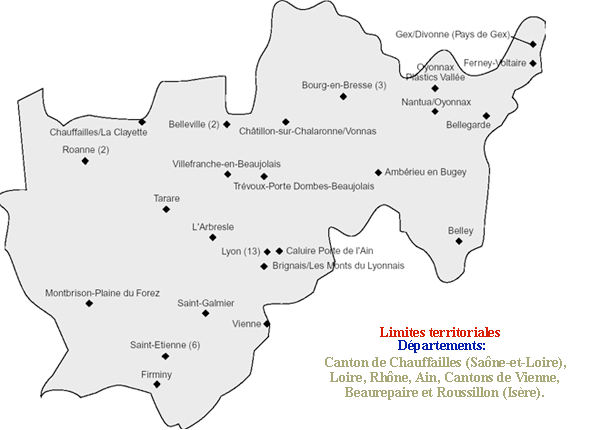 Gex/Divonne (Pays de Gex)
Ferney-Voltaire
Oyonnax
Plastics Vallée
Bourg-en-Bresse (3)
Nantua/Oyonnax
Bellegarde
Chauffailles/La Clayette
Belleville (2)
Châtillon-sur-Chalaronne/Vonnas
Roanne (2)
Villefranche-en-Beaujolais
Ambérieu en Bugey
Trévoux-Porte Dombes-Beaujolais
Tarare
L'Arbresle
Belley
Lyon (13)
Caluire Porte de l'Ain
Brignais/Les Monts du Lyonnais
Montbrison-Plaine du Forez
Saint-Galmier
Vienne
Saint-Etienne (6)
Firminy
Limites territoriales
Départements:
Canton de Chauffailles (Saône-et-Loire),
Loire, Rhône, Ain, Cantons de Vienne,
Beaurepaire et Roussillon (Isère).